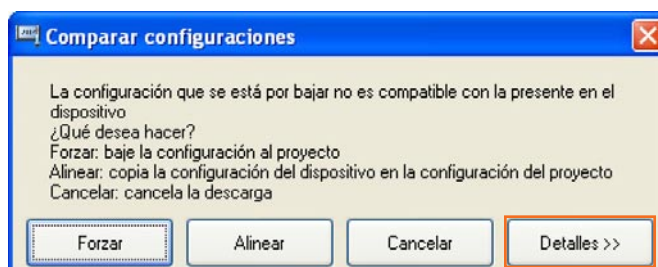 Comparar configuraciones
La configuración que se está por bajar no es compatible con la presente en el
dispositivo
¿Qué desea hacer?
Forzar: baje la configuración al proyecto
Alinear: copia la configuración del dispositivo en la configuración del proyecto
Cancelar: cancela la descarga
Forzar Alinear Cancelar Detalles >>